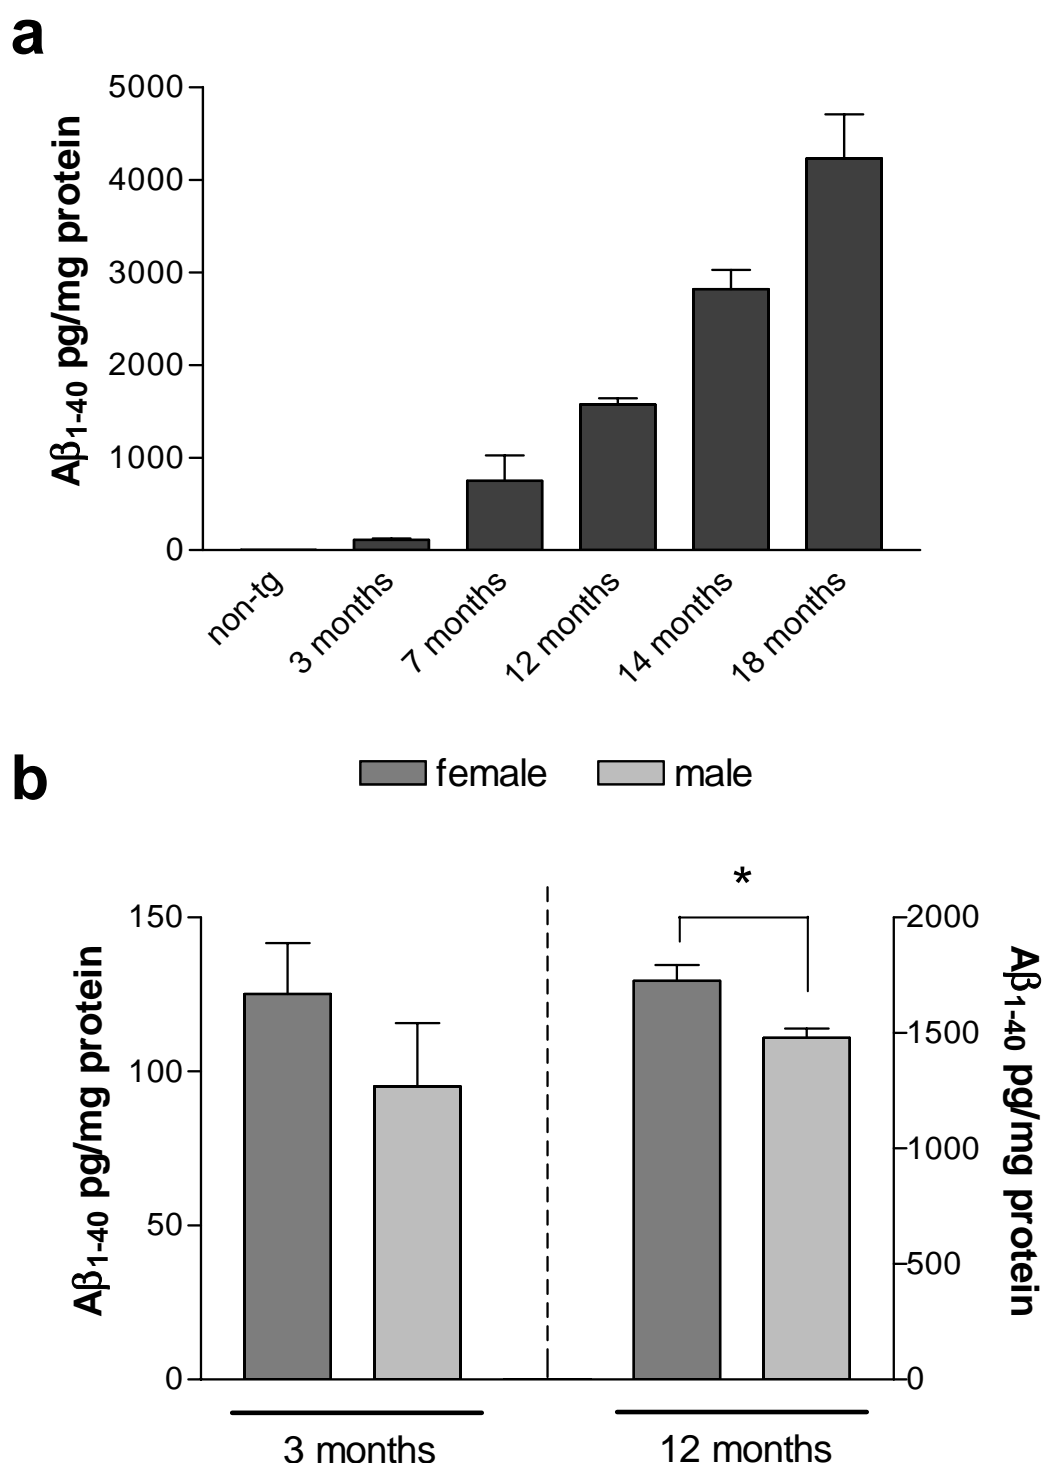 a
5000
4000
3000
2000
1000
0
Aβ1-40 pg/mg protein
non-tg
3 months
7 months
12 months
14 months
18 months
b
female
male
*
150
100
50
0
Aβ1-40 pg/mg protein
2000
1500
1000
500
0
Aβ1-40 pg/mg protein
3 months
12 months